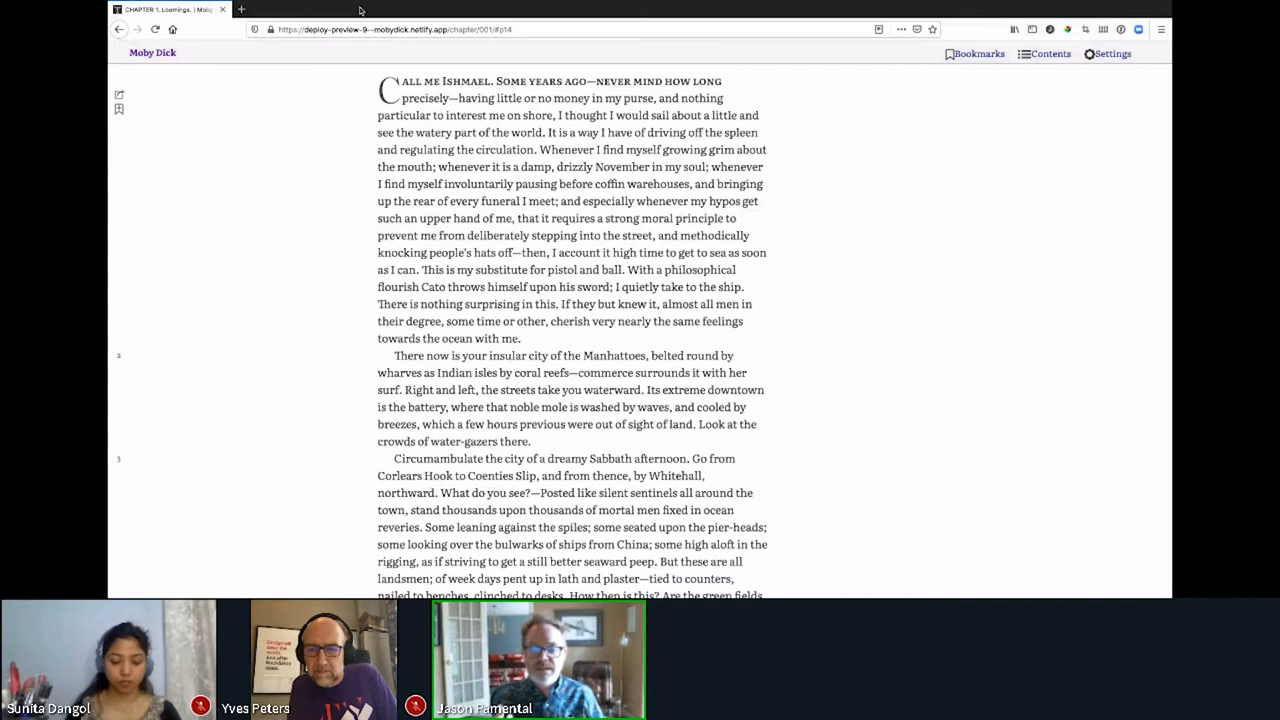 CHAPTER 1. Loomings. | Moby
https://deploy-preview-9--mobydick.netlify.app/chapter/001/#p14
Moby Dick
Bookmarks
Contents
Settings
CALL ME ISHMAEL. SOME YEARS AGO—NEVER MIND HOW LONG
precisely—having little or no money in my purse, and nothing
particular to interest me on shore, I thought I would sail about a little and
see the watery part of the world. It is a way I have of driving off the spleen
and regulating the circulation. Whenever I find myself growing grim about
the mouth; whenever it is a damp, drizzly November in my soul; whenever
I find myself involuntarily pausing before coffin warehouses, and bringing
up the rear of every funeral I meet; and especially whenever my hypos get
such an upper hand of me, that it requires a strong moral principle to
prevent me from deliberately stepping into the street, and methodically
knocking people's hats off—then, I account it high time to get to sea as soon
as I can. This is my substitute for pistol and ball. With a philosophical
flourish Cato throws himself upon his sword; I quietly take to the ship.
There is nothing surprising in this. If they but knew it, almost all men in
their degree, some time or other, cherish very nearly the same feelings
towards the ocean with me.
2
There now is your insular city of the Manhattoes, belted round by
wharves as Indian isles by coral reefs—commerce surrounds it with her
surf. Right and left, the streets take you waterward. Its extreme downtown
is the battery, where that noble mole is washed by waves, and cooled by
breezes, which a few hours previous were out of sight of land. Look at the
crowds of water-gazers there.
3
Circumambulate the city of a dreamy Sabbath afternoon. Go from
Corlears Hook to Coenties Slip, and from thence, by Whitehall,
northward. What do you see?—Posted like silent sentinels all around the
town, stand thousands upon thousands of mortal men fixed in ocean
reveries. Some leaning against the spiles; some seated upon the pier-heads;
some looking over the bulwarks of ships from China; some high aloft in the
rigging, as if striving to get a still better seaward peep. But these are all
landsmen; of week days pent up in lath and plaster—tied to counters,
nailed to benches, clinched to desks. How then is this? Are the green fields
Sunita Dangol
Yves Peters
Jason Pamental